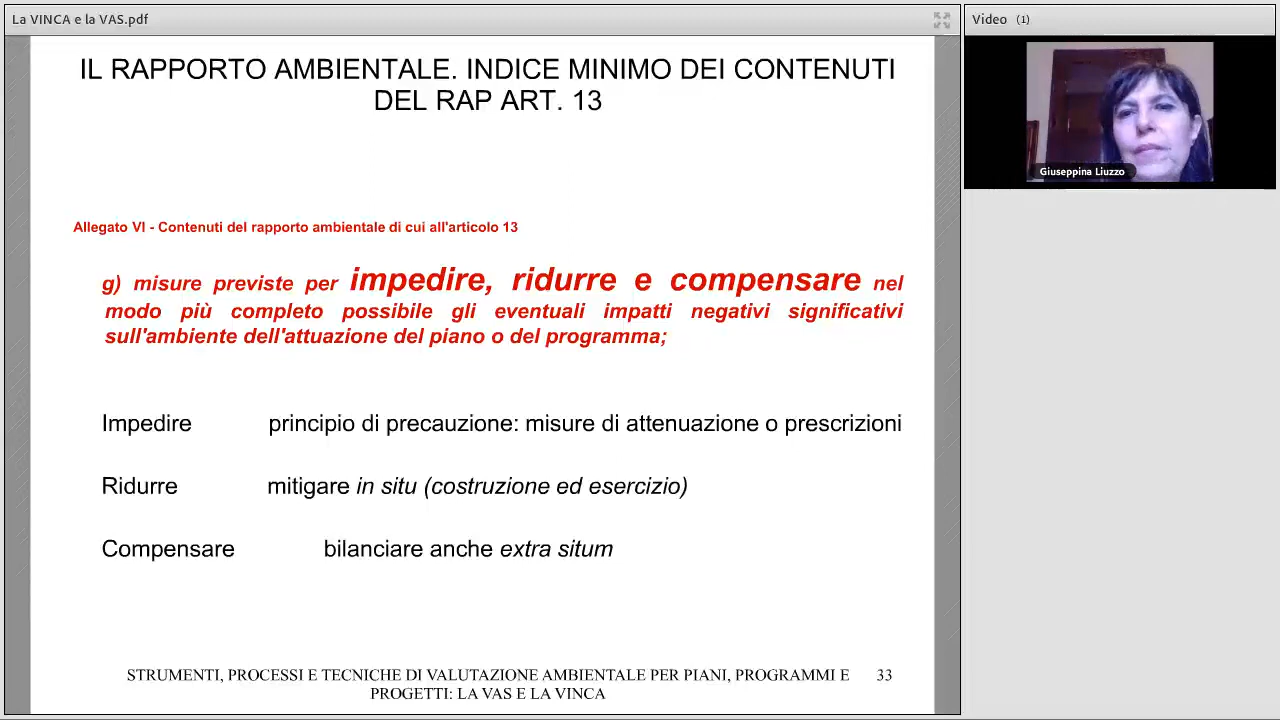 La VINCA e la VAS.pdf
Video (1)
IL RAPPORTO AMBIENTALE. INDICE MINIMO DEI CONTENUTI
DEL RAP ART. 13
Giuseppina Liuzzo
Allegato VI - Contenuti del rapporto ambientale di cui all'articolo 13
g) misure previste per impedire, ridurre e compensare nel
modo più completo possibile gli eventuali impatti negativi significativi
sull'ambiente dell'attuazione del piano o del programma;
Impedire principio di precauzione: misure di attenuazione o prescrizioni
Ridurre mitigare in situ (costruzione ed esercizio)
Compensare bilanciare anche extra situm
STRUMENTI, PROCESSI E TECNICHE DI VALUTAZIONE AMBIENTALE PER PIANI, PROGRAMMI E 33
PROGETTI: LA VAS E LA VINCA